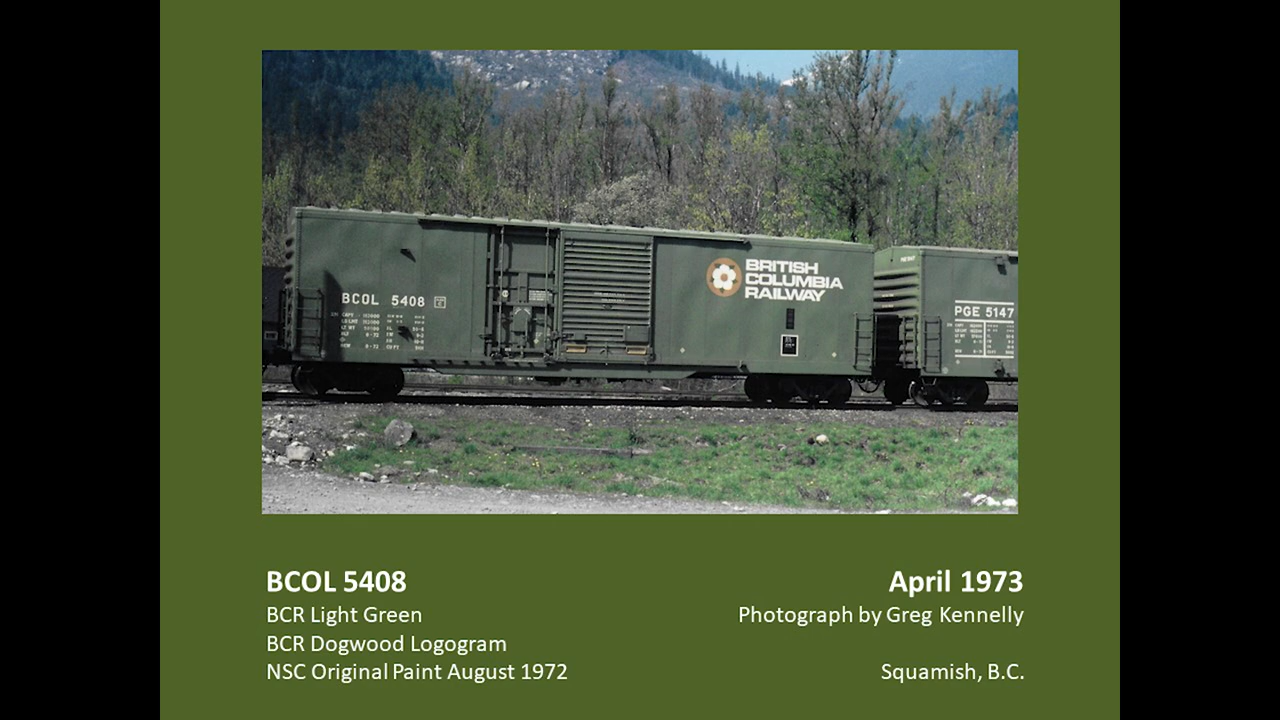 BRITISH
COLUMBIA
RAILWAY
BCOL 5408
PGE 5147
BCOL 5408
BCR Light Green
BCR Dogwood Logogram
NSC Original Paint August 1972
April 1973
Photograph by Greg Kennelly
Squamish, B.C.